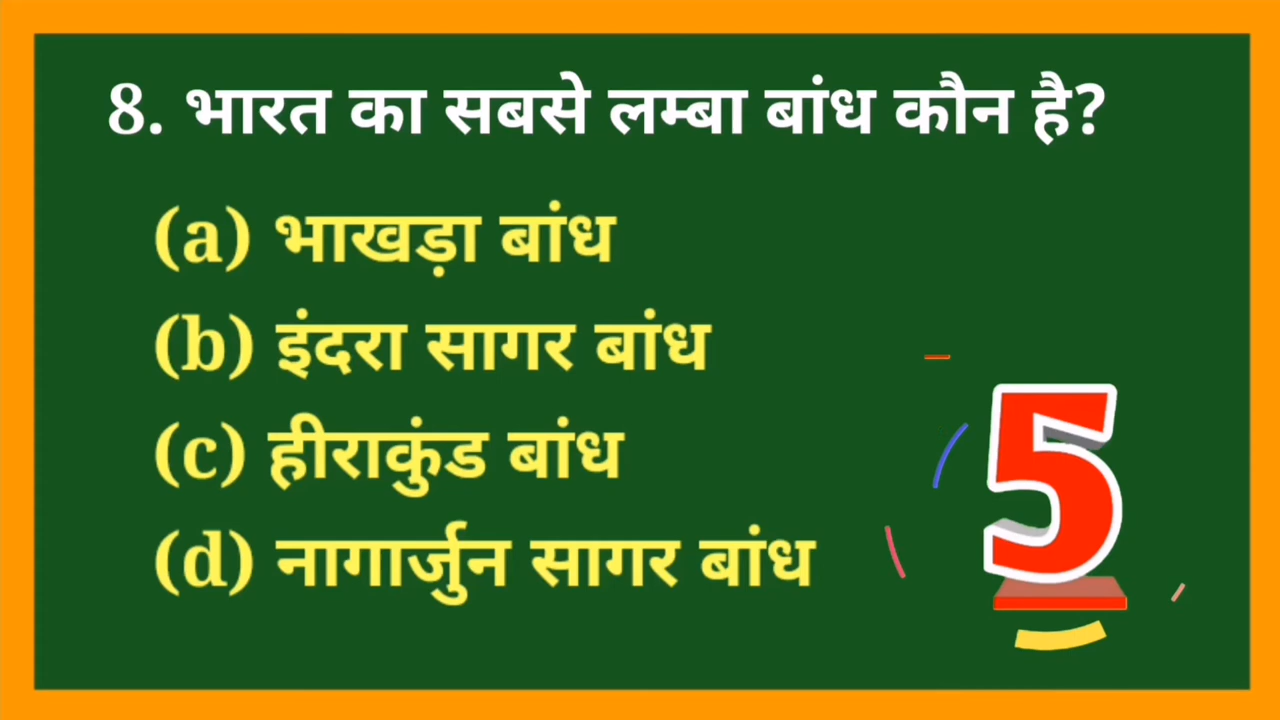 8. भारत का सबसे लम्बा बांध कौन है?
(a) भाखड़ा बांध
(b) इंदरा सागर बांध
(c) हीराकुंड बांध
(d) नागार्जुन सागर बांध
5